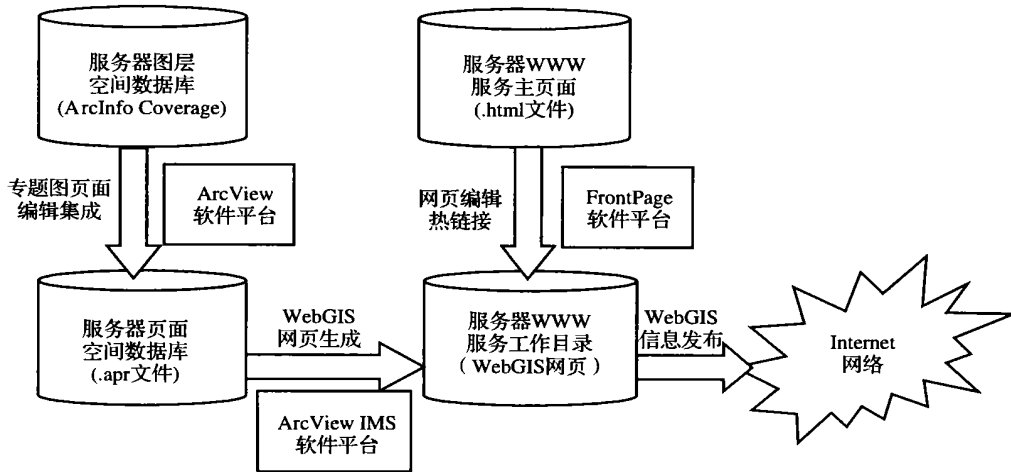 服务器图层
空间数据库
(ArcInfo Coverage)
服务器WWW
服务主页面
(.html文件)
专题图页面
编辑集成
ArcView
软件平台
网页编辑
热链接
FrontPage
软件平台
服务器页面
空间数据库
(.apr文件)
WebGIS
网页生成
ArcView IMS
软件平台
服务器WWW
服务工作目录
(WebGIS网页)
WebGIS
信息发布
Internet
网络